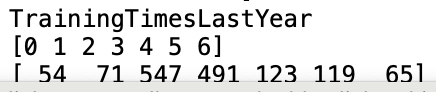 TrainingTimesLastYear
[0 1 2 3 4 5 6]
[ 54  71 547 491 123 119  65]